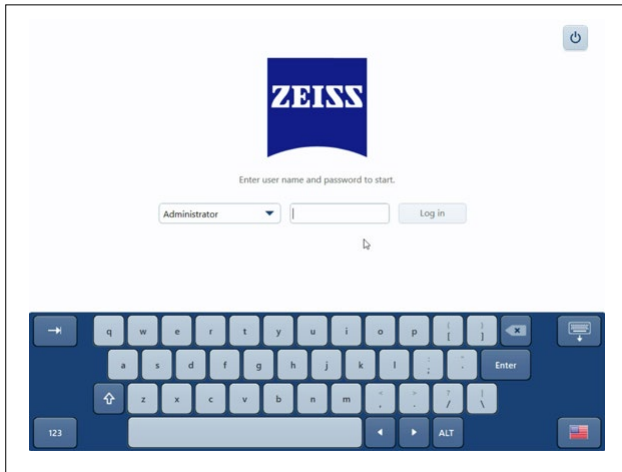 ZEISS
Enter user name and password to start.
Administrator
Log in
q w e r t y u i o p { [ } ]
a s d f g h j k l : ; Enter
z x c v b n m < , > . ? / | \
123 ALT